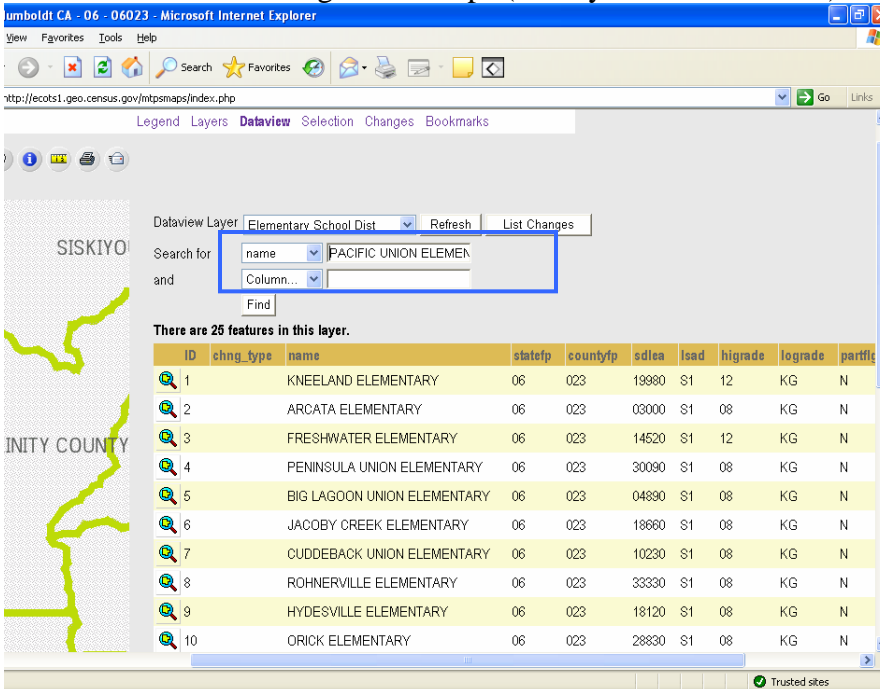 umboldt CA - 06 - 06023 - Microsoft Internet Explorer
View Favorites Tools Help
Search Favorites
http://ecots1.geo.census.gov/mtpsmaps/index.php Go Links
Legend Layers Dataview Selection Changes Bookmarks
Dataview Layer Elementary School Dist Refresh List Changes
SISKIYO
Search for name PACIFIC UNION ELEMEN
and Column...
Find
There are 25 features in this layer.
ID chng_type name statefp countyfp sdlea lsad higrade lograde partflg
1 KNEELAND ELEMENTARY 06 023 19980 S1 12 KG N
2 ARCATA ELEMENTARY 06 023 03000 S1 08 KG N
INITY COUNTY
3 FRESHWATER ELEMENTARY 06 023 14520 S1 12 KG N
4 PENINSULA UNION ELEMENTARY 06 023 30090 S1 08 KG N
5 BIG LAGOON UNION ELEMENTARY 06 023 04890 S1 08 KG N
6 JACOBY CREEK ELEMENTARY 06 023 18660 S1 08 KG N
7 CUDDEBACK UNION ELEMENTARY 06 023 10230 S1 08 KG N
8 ROHNERVILLE ELEMENTARY 06 023 33330 S1 08 KG N
9 HYDESVILLE ELEMENTARY 06 023 18120 S1 08 KG N
10 ORICK ELEMENTARY 06 023 28830 S1 08 KG N
Trusted sites